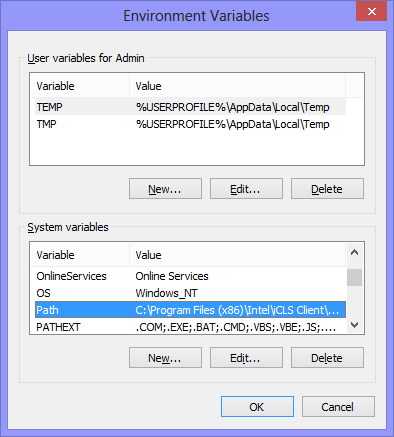 Environment Variables
User variables for Admin
Variable Value
TEMP %USERPROFILE%\AppData\Local\Temp
TMP %USERPROFILE%\AppData\Local\Temp
New... Edit... Delete
System variables
Variable Value
OnlineServices Online Services
OS Windows_NT
Path C:\Program Files (x86)\Intel\iCLS Client\...
PATHEXT .COM;.EXE;.BAT;.CMD;.VBS;.VBE;.JS;....
New... Edit... Delete
OK Cancel